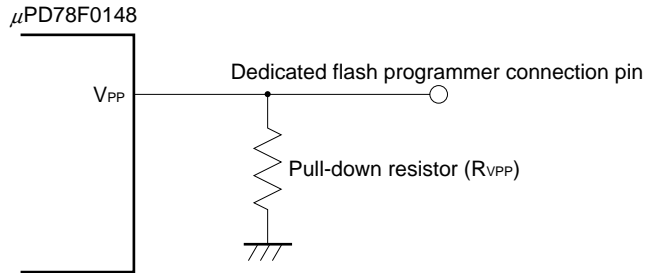 μPD78F0148
Dedicated flash programmer connection pin
VPP
Pull-down resistor (RVPP)